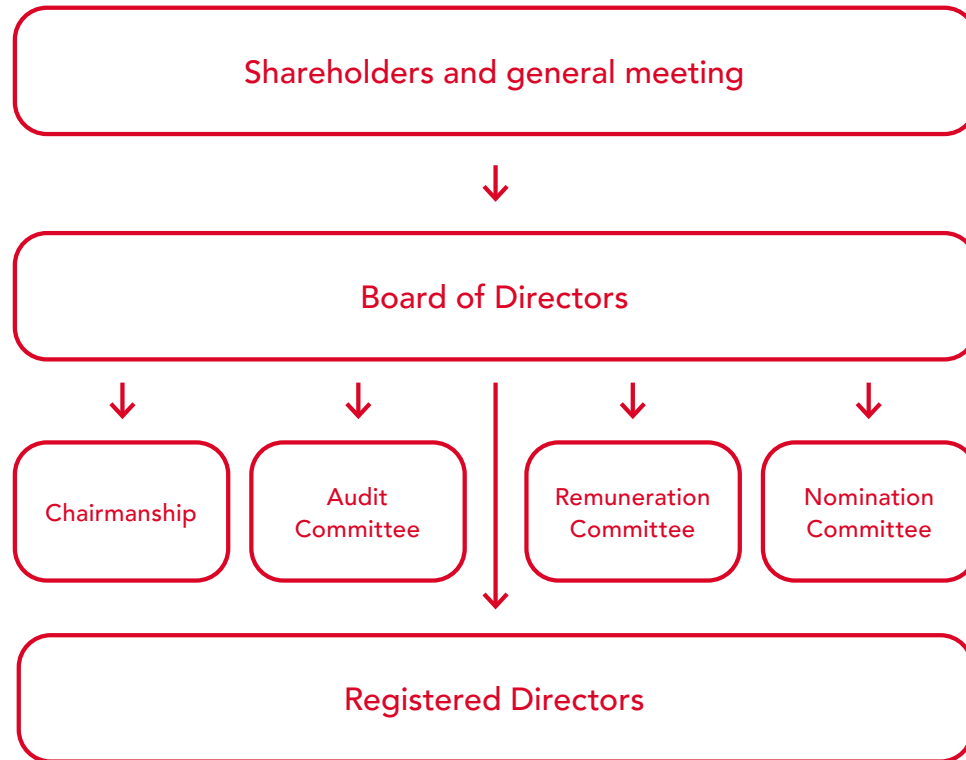 Shareholders and general meeting
Board of Directors
Chairmanship
Audit
Committee
Remuneration
Committee
Nomination
Committee
Registered Directors